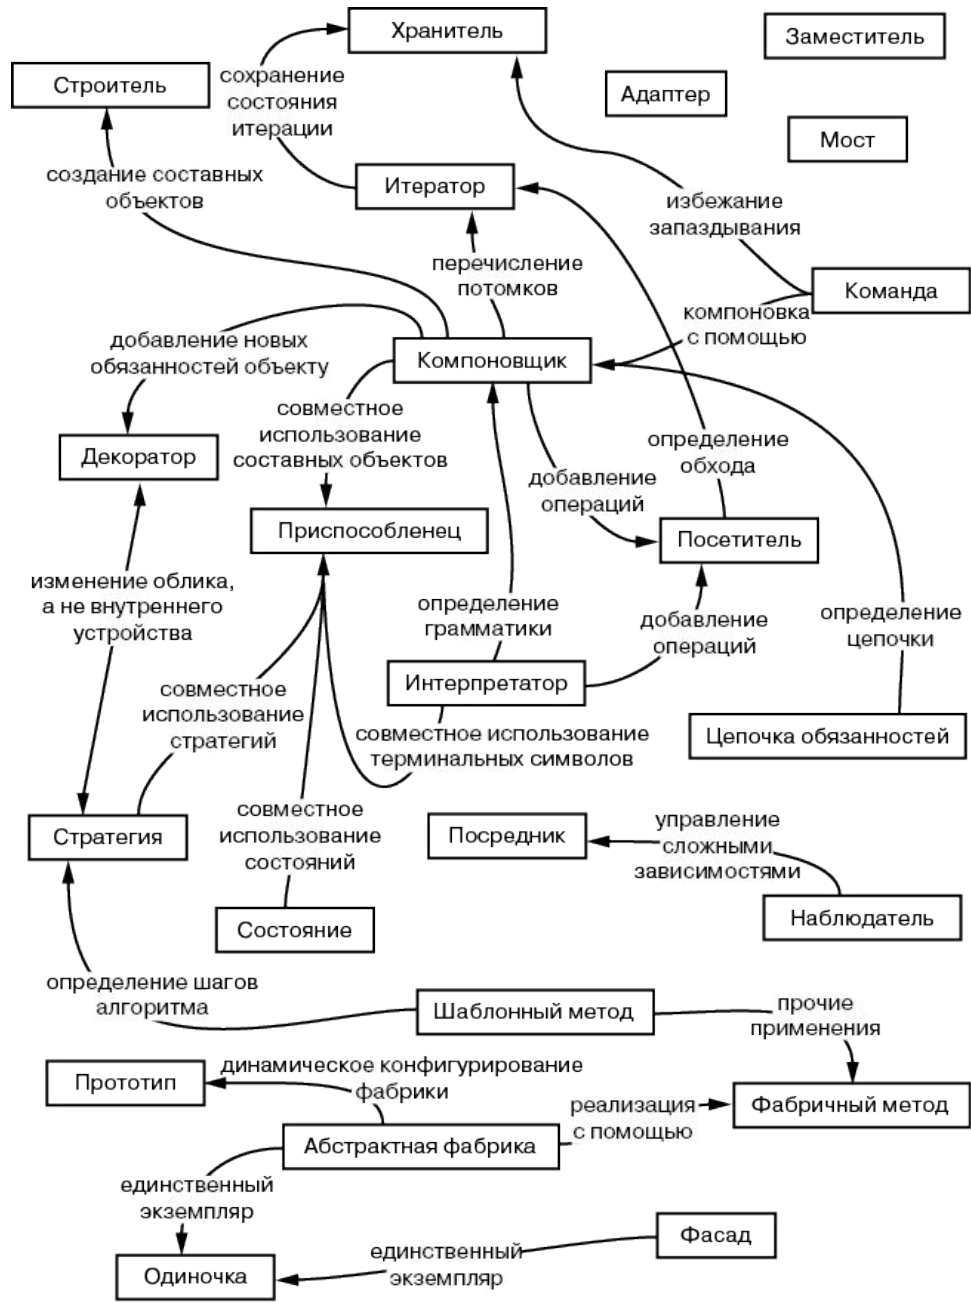 Хранитель
Заместитель
Строитель
сохранение
состояния
итерации
Адаптер
Мост
создание составных
объектов
Итератор
избежание
запаздывания
перечисление
потомков
Команда
компоновка
с помощью
добавление новых
обязанностей объекту
Компоновщик
совместное
использование
составных объектов
Декоратор
определение
обхода
добавление
операций
Приспособленец
Посетитель
изменение облика,
а не внутреннего
устройства
определение
грамматики
добавление
операций
определение
цепочки
совместное
использование
стратегий
Интерпретатор
совместное использование
терминальных символов
Цепочка обязанностей
Стратегия
совместное
использование
состояний
Посредник
управление
сложными
зависимостями
Состояние
Наблюдатель
определение шагов
алгоритма
Шаблонный метод
прочие
применения
Прототип
динамическое конфигурирование
фабрики
реализация
с помощью
Фабричный метод
Абстрактная фабрика
единственный
экземпляр
Фасад
единственный
экземпляр
Одиночка